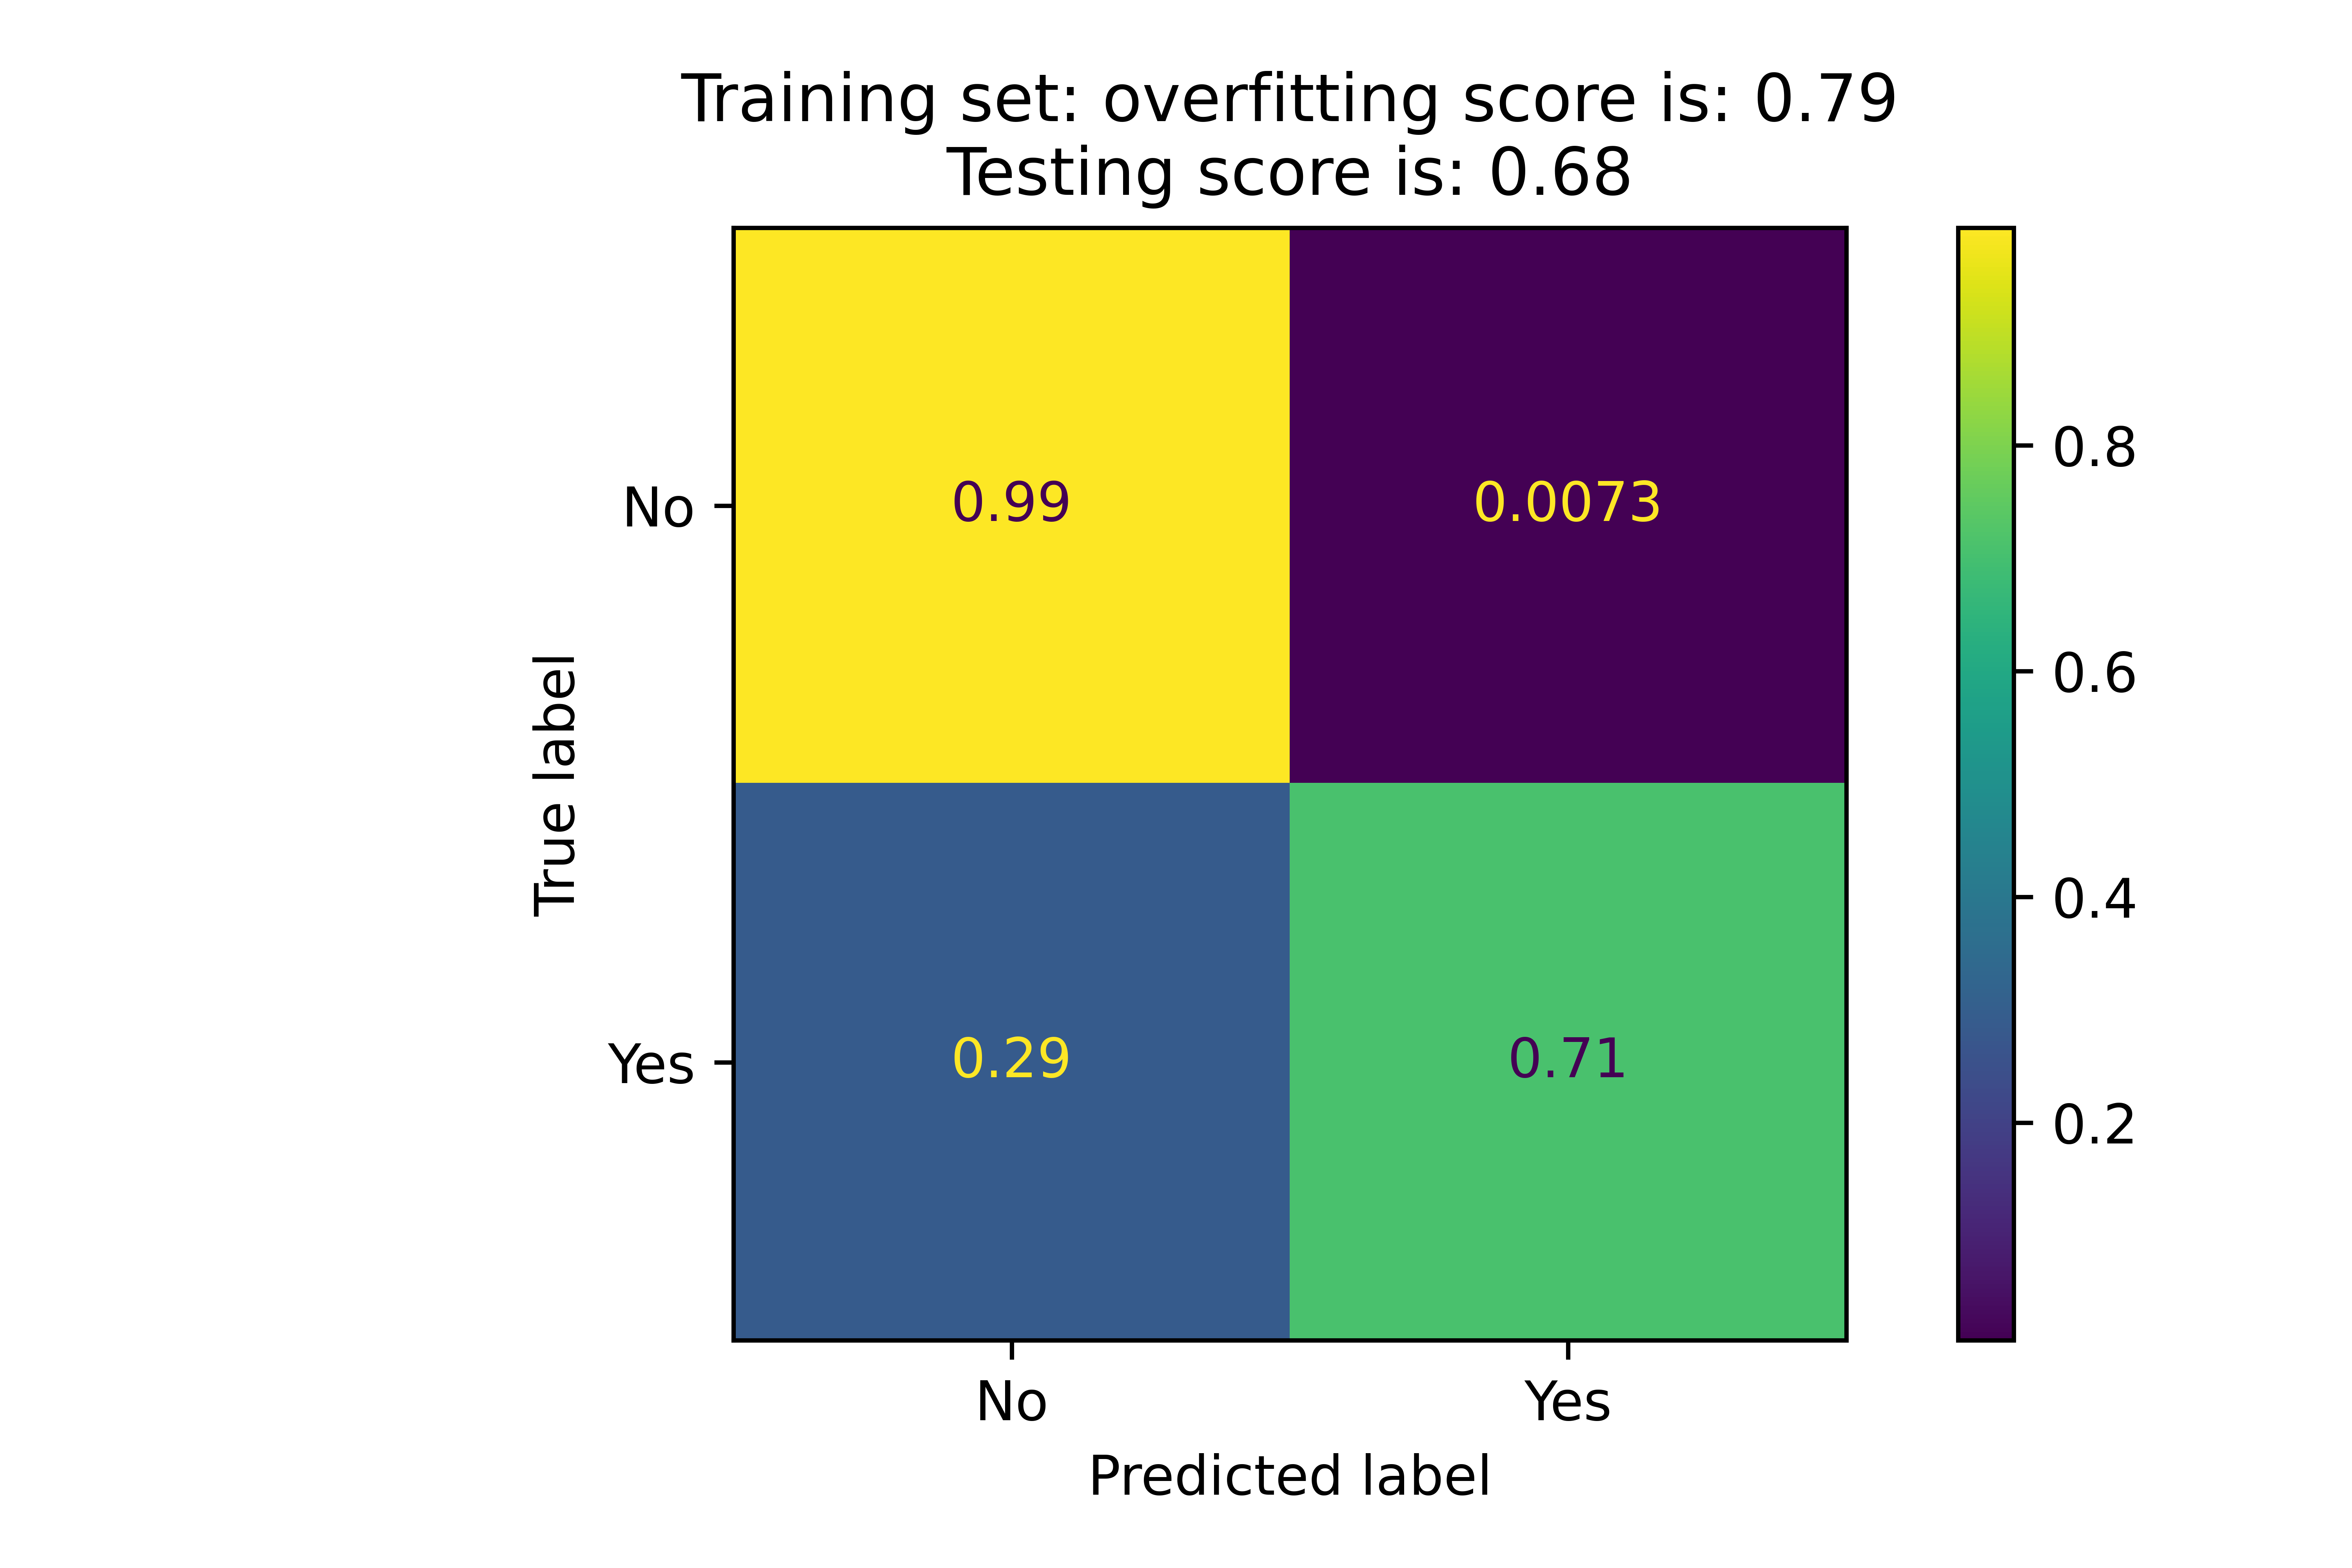 Training set: overfitting score is: 0.79
Testing score is: 0.68
True label
No
Yes
0.99
0.0073
0.29
0.71
No
Yes
Predicted label
0.8
0.6
0.4
0.2